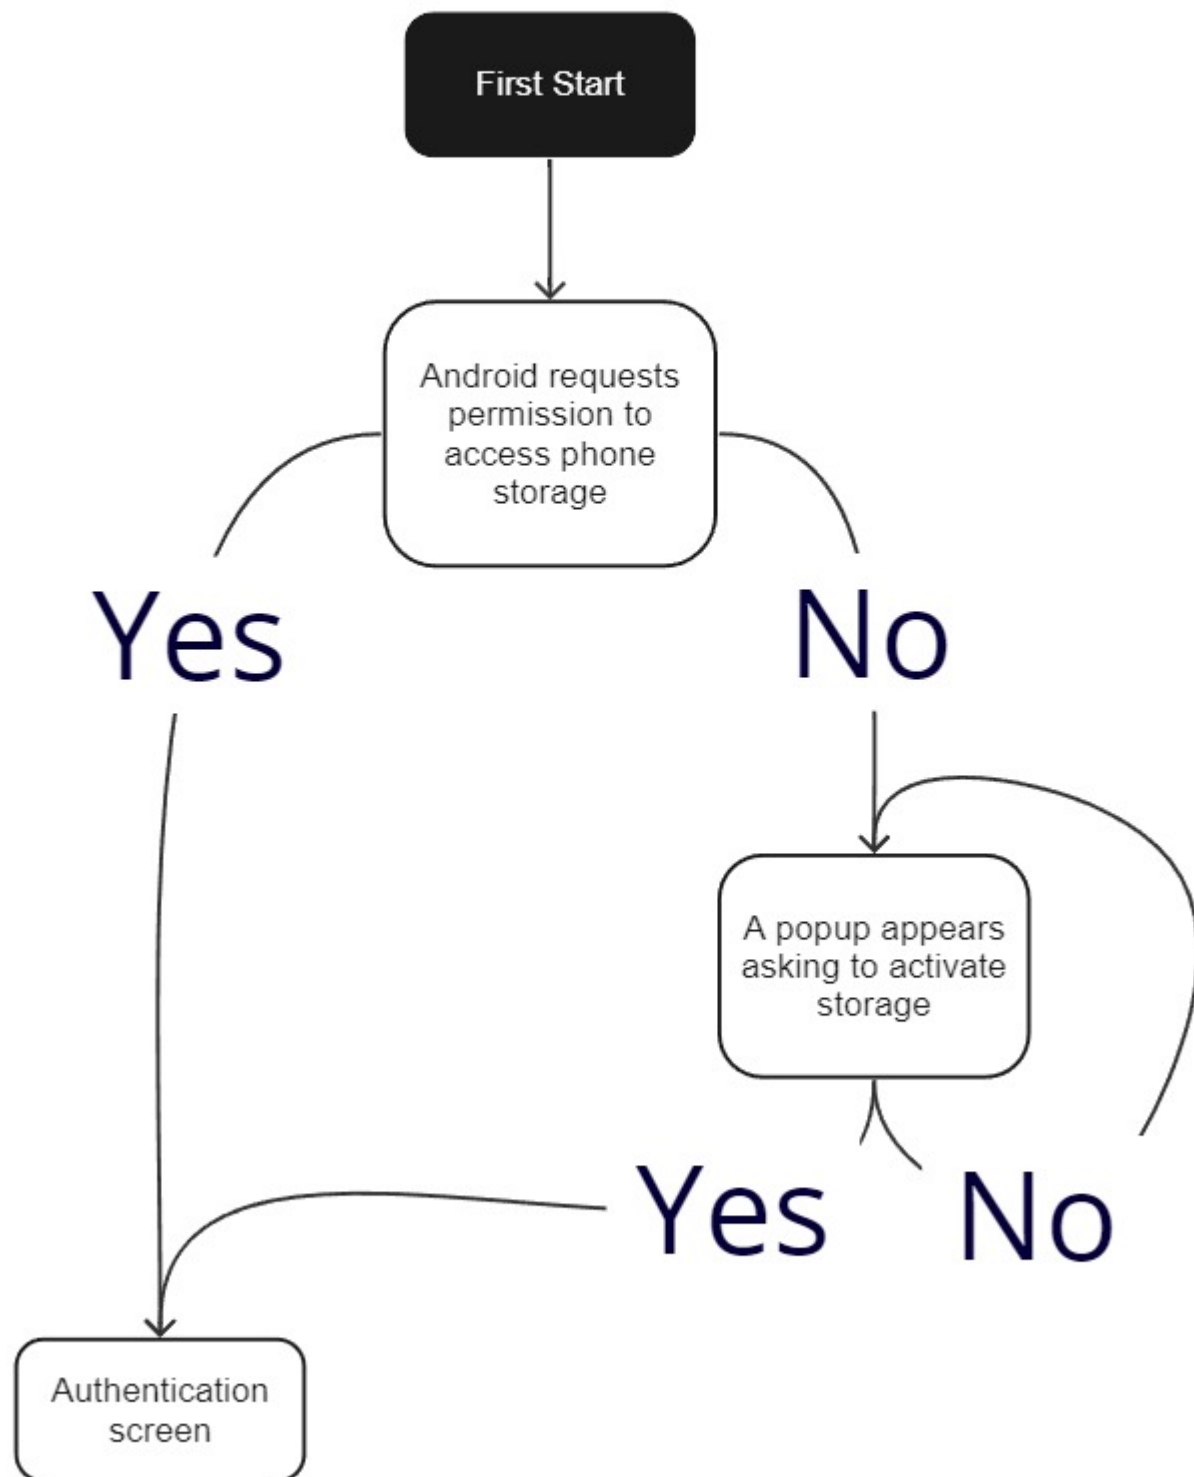 First Start
Android requests
permission to
access phone
storage
Yes
No
A popup appears
asking to activate
storage
Yes
No
Authentication
screen